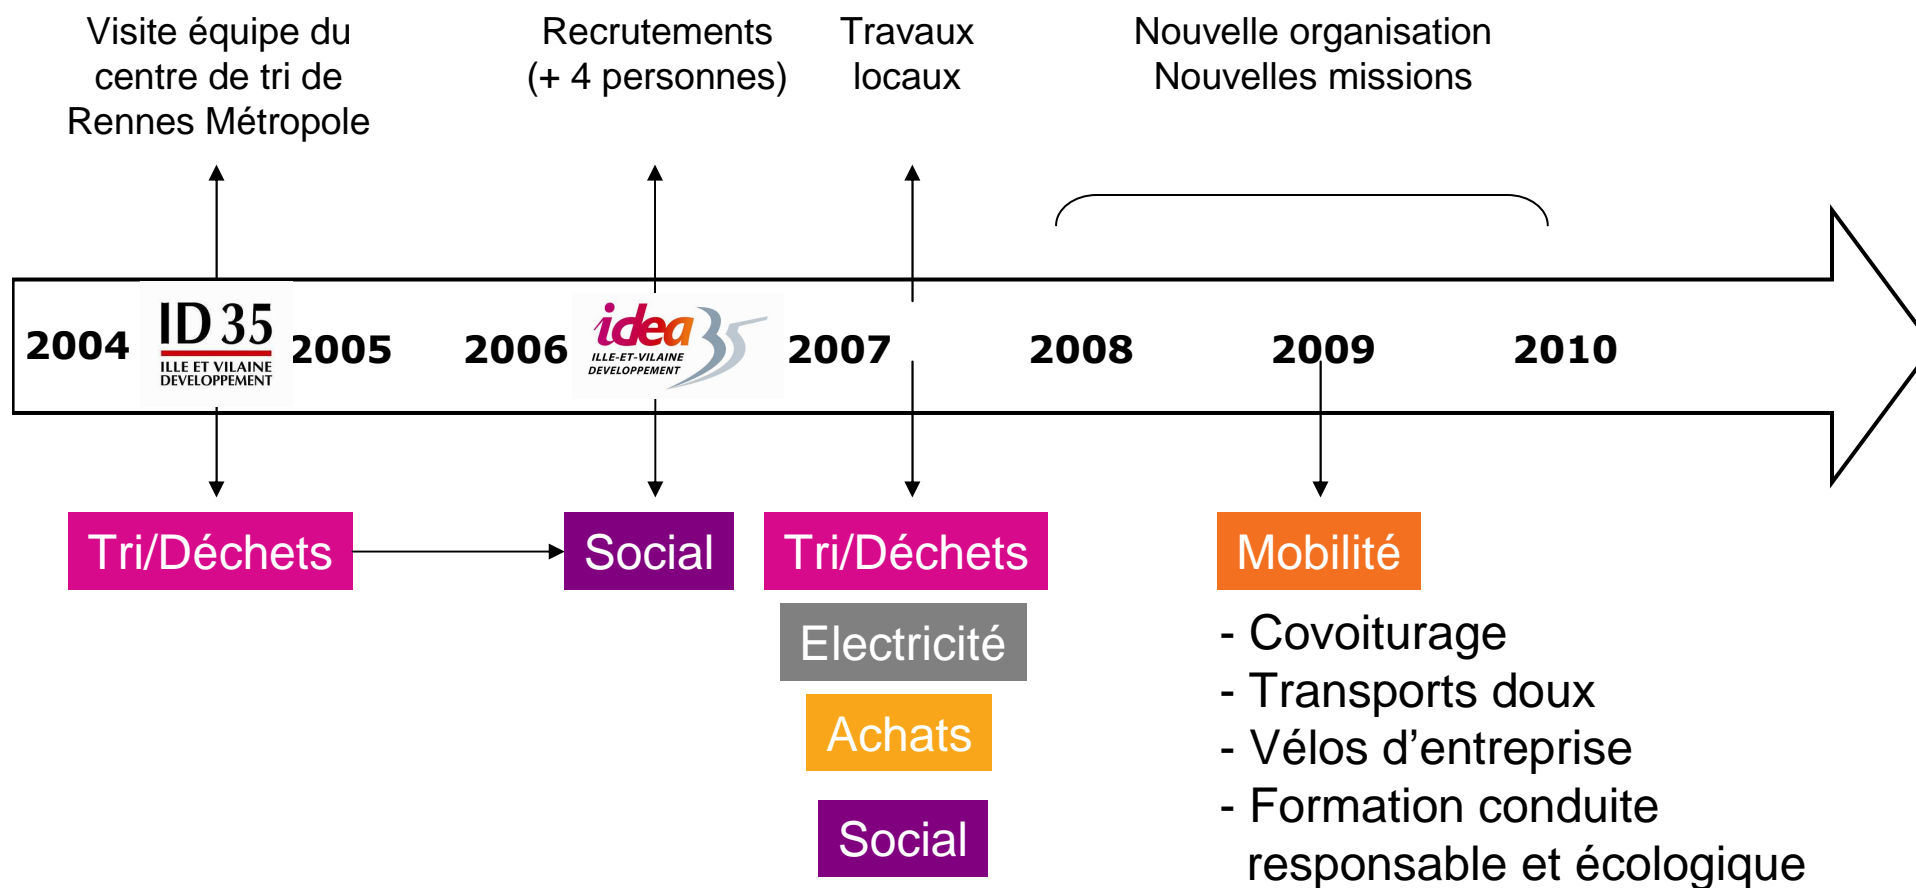 Visite équipe du
centre de tri de
Rennes Métropole
Recrutements
(+ 4 personnes)
Travaux
locaux
Nouvelle organisation
Nouvelles missions
2004
ID 35
ILLE ET VILAINE
DEVELOPPEMENT
2005
2006
idea 35
ILLE-ET-VILAINE
DEVELOPPEMENT
2007
2008
2009
2010
Tri/Déchets
Social
Tri/Déchets
Electricité
Achats
Social
Mobilité
- Covoiturage
- Transports doux
- Vélos d’entreprise
- Formation conduite
responsable et écologique